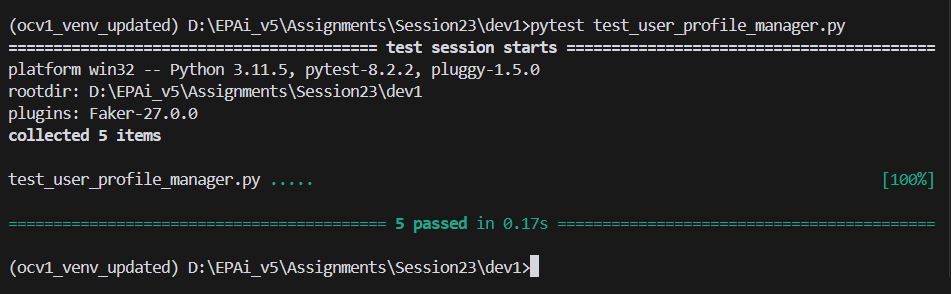 (ocv1_venv_updated) D:\EPAi_v5\Assignments\Session23\dev1>pytest test_user_profile_manager.py
======================================== test session starts ========================================
platform win32 -- Python 3.11.5, pytest-8.2.2, pluggy-1.5.0
rootdir: D:\EPAi_v5\Assignments\Session23\dev1
plugins: Faker-27.0.0
collected 5 items
test_user_profile_manager.py ..... [100%]
========================================= 5 passed in 0.17s =========================================
(ocv1_venv_updated) D:\EPAi_v5\Assignments\Session23\dev1>